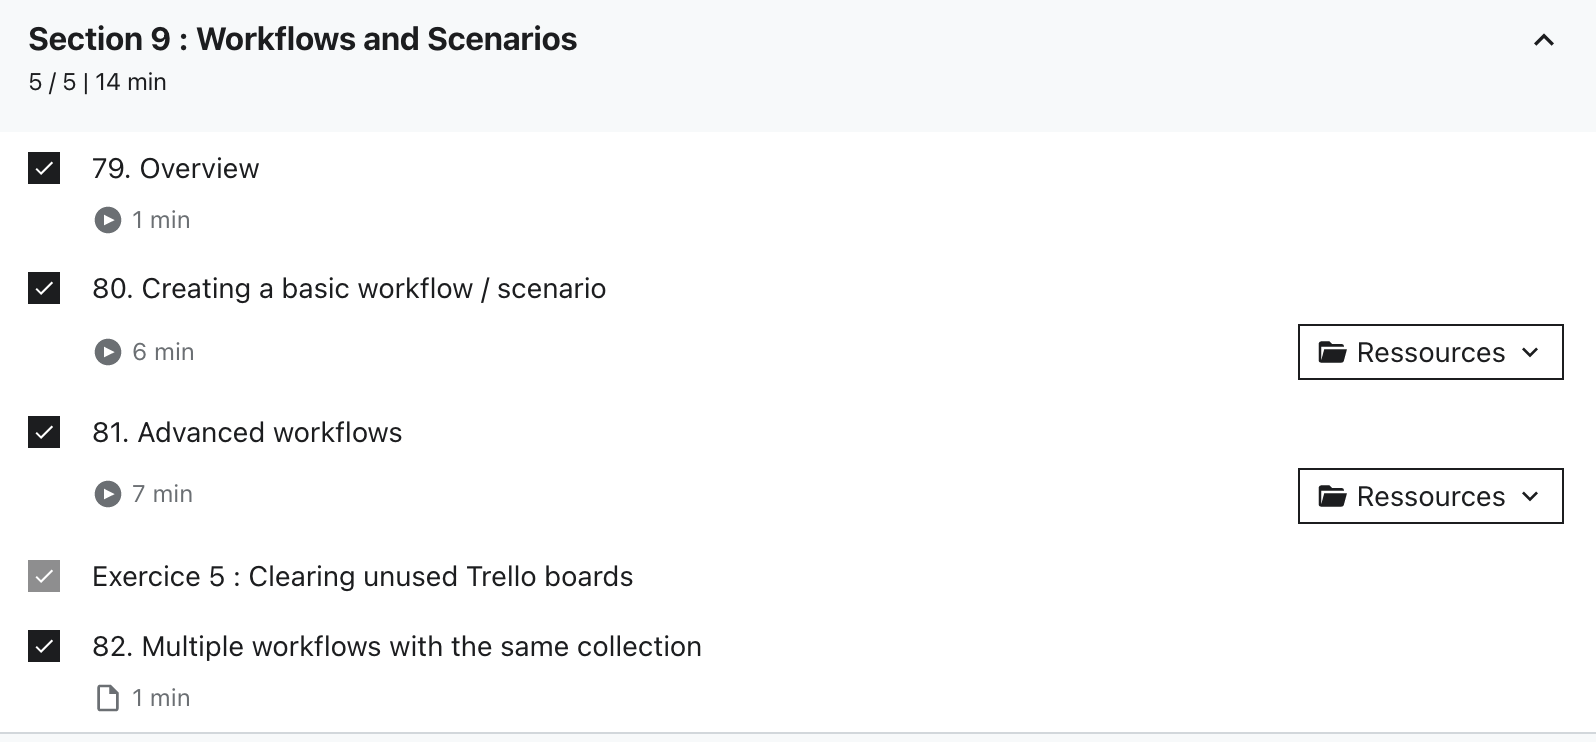 Section 9 : Workflows and Scenarios
5 / 5 | 14 min
79. Overview
1 min
80. Creating a basic workflow / scenario
6 min
Ressources
81. Advanced workflows
7 min
Ressources
Exercice 5 : Clearing unused Trello boards
82. Multiple workflows with the same collection
1 min